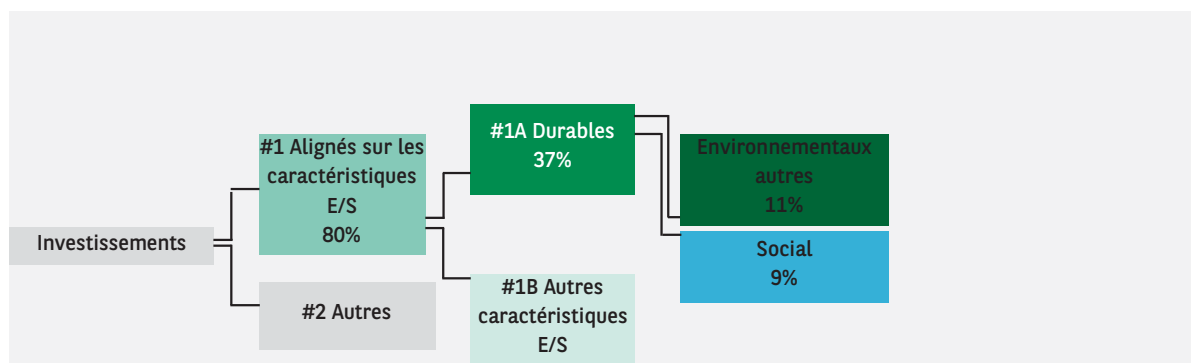 Investissements
#1 Alignés sur les
caractéristiques
E/S
80%
#2 Autres
#1A Durables
37%
#1B Autres
caractéristiques
E/S
Environnementaux
autres
11%
Social
9%